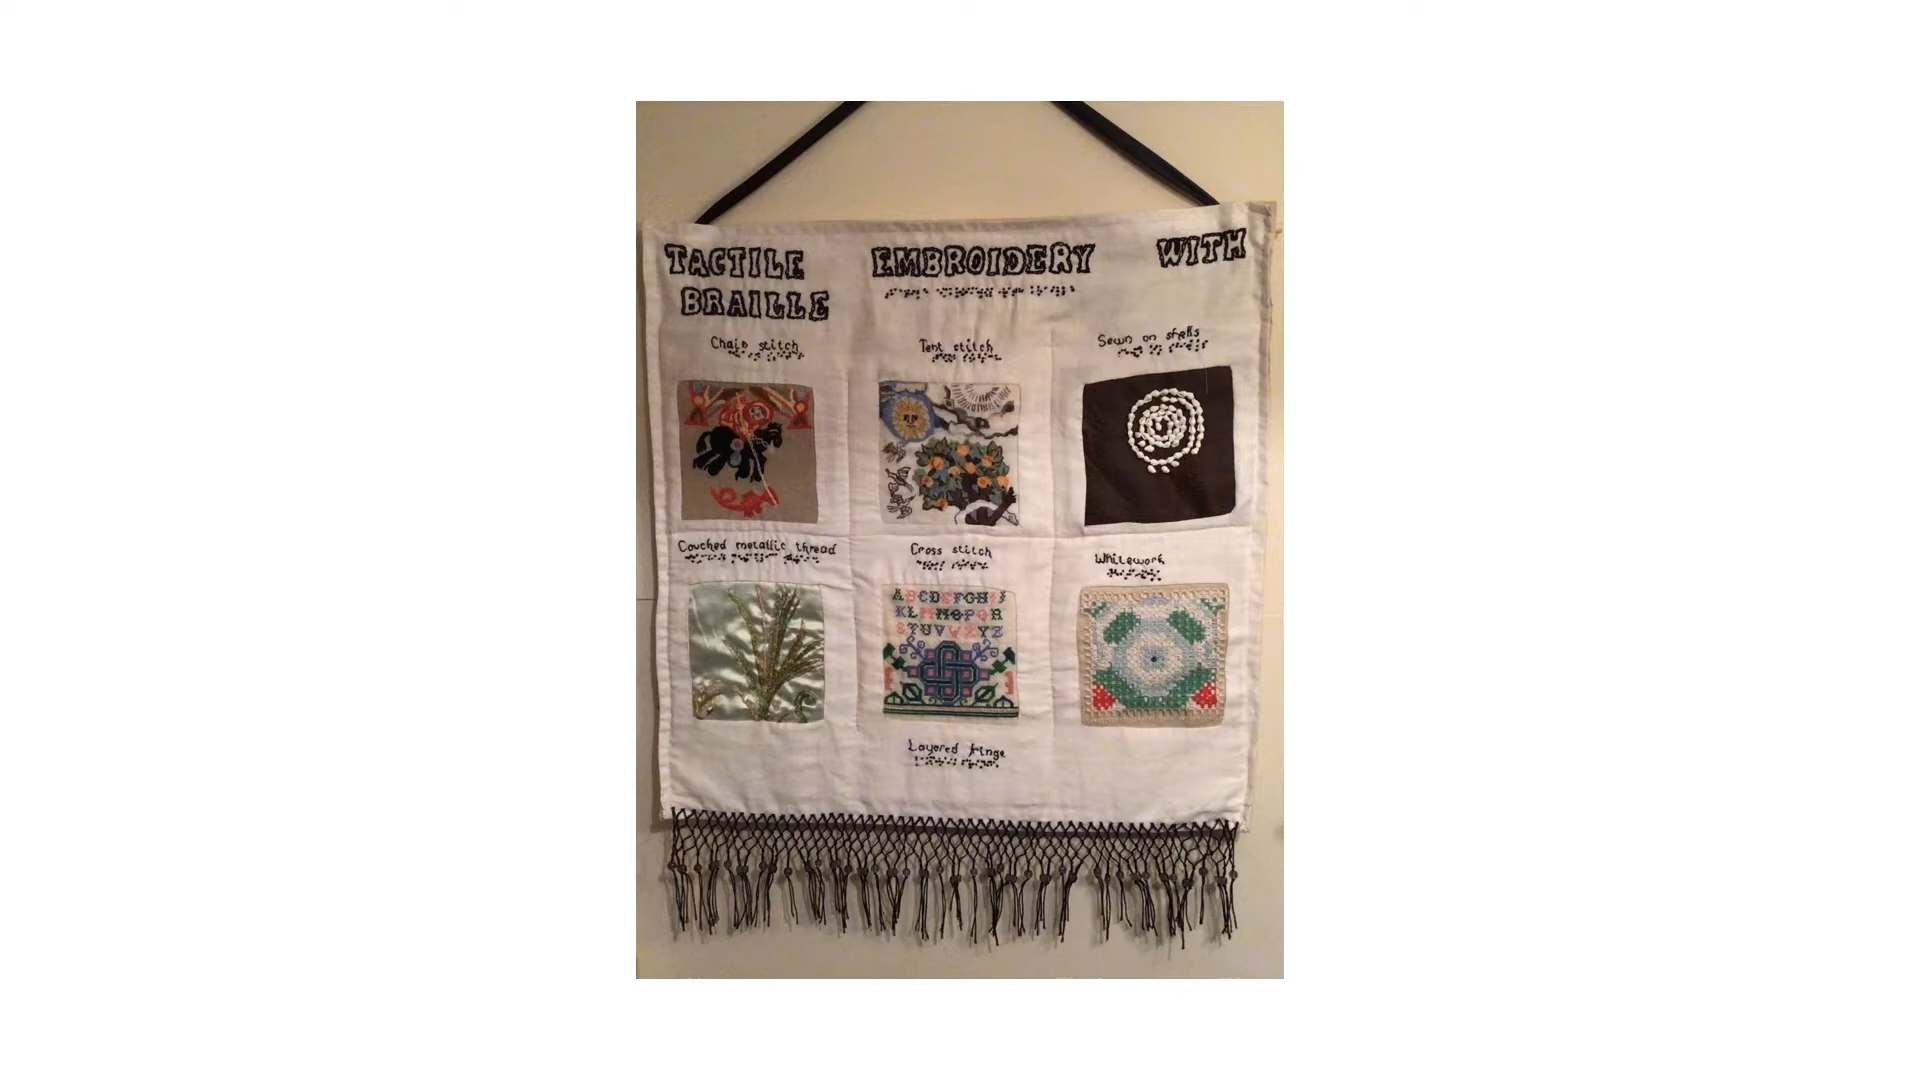 TACTILE EMBROIDERY WITH
BRAILLE
Chain stitch
Tent stitch
Sewn on shells
Couched metallic thread
Cross stitch
Whitework
ABCDEFGHIJ
KLMNOPQR
STUVWXYZ
Layered fringe